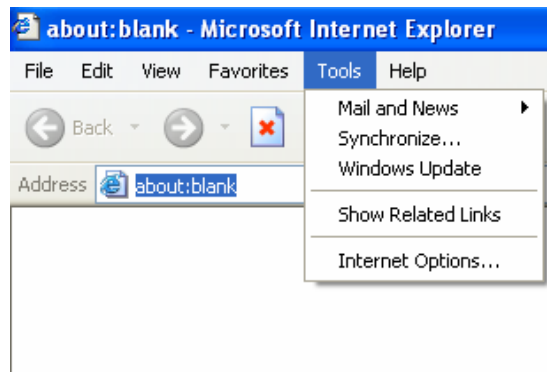 about:blank - Microsoft Internet Explorer
File Edit View Favorites Tools Help
Back
Mail and News
Synchronize...
Windows Update
Address about:blank
Show Related Links
Internet Options...